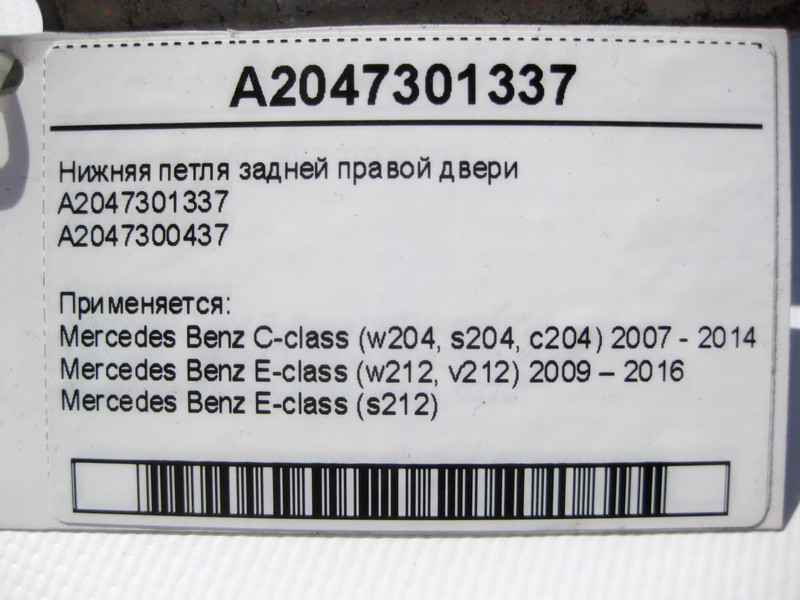 A2047301337
Нижняя петля задней правой двери
A2047301337
A2047300437
Применяется:
Mercedes Benz C-class (w204, s204, c204) 2007 - 2014
Mercedes Benz E-class (w212, v212) 2009 – 2016
Mercedes Benz E-class (s212)